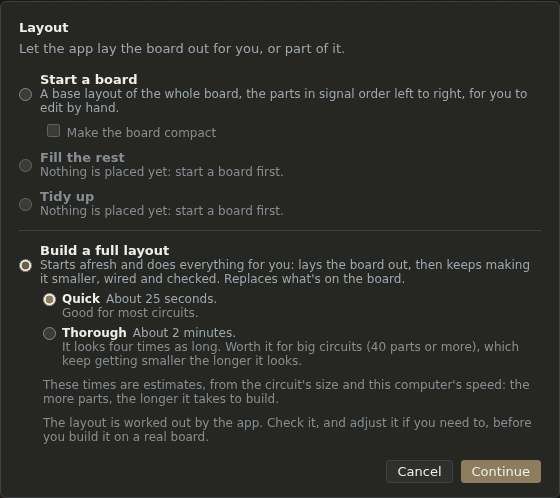 Layout
Let the app lay the board out for you, or part of it.
Start a board
A base layout of the whole board, the parts in signal order left to right, for you to
edit by hand.
Make the board compact
Fill the rest
Nothing is placed yet: start a board first.
Tidy up
Nothing is placed yet: start a board first.
Build a full layout
Starts afresh and does everything for you: lays the board out, then keeps making
it smaller, wired and checked. Replaces what's on the board.
Quick About 25 seconds.
Good for most circuits.
Thorough About 2 minutes.
It looks four times as long. Worth it for big circuits (40 parts or more), which
keep getting smaller the longer it looks.
These times are estimates, from the circuit's size and this computer's speed: the
more parts, the longer it takes to build.
The layout is worked out by the app. Check it, and adjust it if you need to, before
you build it on a real board.
Cancel Continue